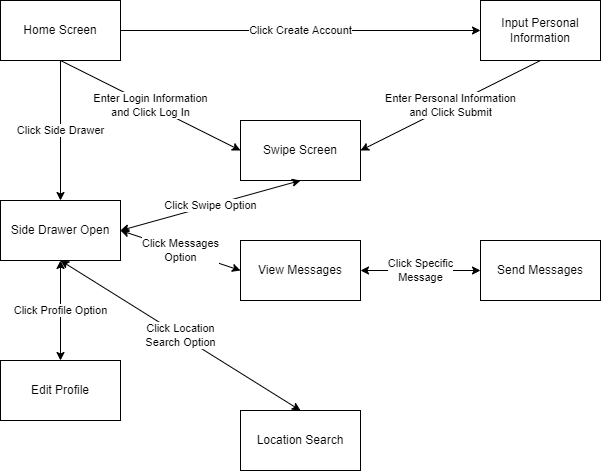 Home Screen
Click Create Account
Input Personal
Information
Enter Login Information
and Click Log In
Enter Personal Information
and Click Submit
Click Side Drawer
Swipe Screen
Click Swipe Option
Side Drawer Open
Click Messages
Option
View Messages
Click Specific
Message
Send Messages
Click Profile Option
Click Location
Search Option
Edit Profile
Location Search